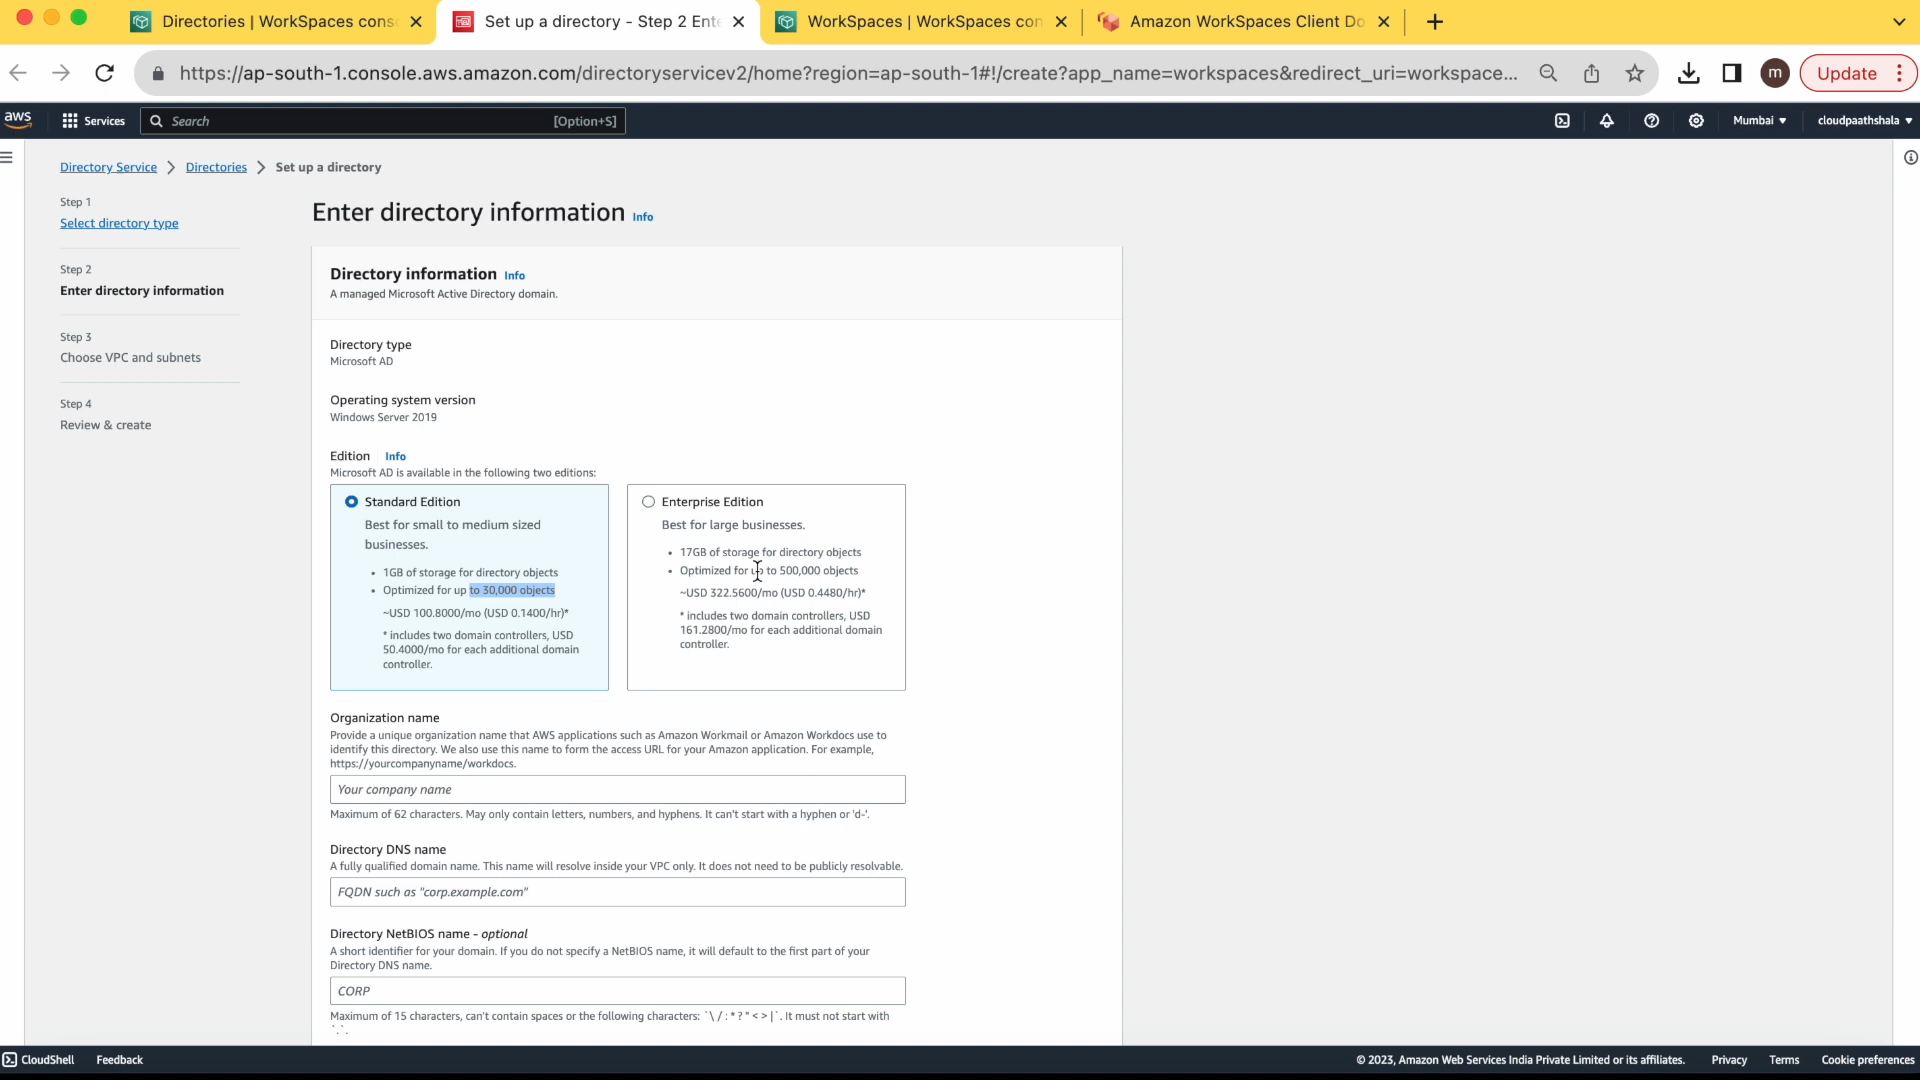 Directories | WorkSpaces cons
Set up a directory - Step 2 Ente
WorkSpaces | WorkSpaces con
Amazon WorkSpaces Client Do
https://ap-south-1.console.aws.amazon.com/directoryservicev2/home?region=ap-south-1#!/create?app_name=workspaces&redirect_uri=workspace...
m
Update
aws
Services
Search
[Option+S]
Mumbai
cloudpaathshala
Directory Service
Directories
Set up a directory
Step 1
Select directory type
Step 2
Enter directory information
Step 3
Choose VPC and subnets
Step 4
Review & create
Enter directory information Info
Directory information Info
A managed Microsoft Active Directory domain.
Directory type
Microsoft AD
Operating system version
Windows Server 2019
Edition Info
Microsoft AD is available in the following two editions:
Standard Edition
Best for small to medium sized
businesses.
• 1GB of storage for directory objects
• Optimized for up to 30,000 objects
~USD 100.8000/mo (USD 0.1400/hr)*
* includes two domain controllers, USD
50.4000/mo for each additional domain
controller.
Enterprise Edition
Best for large businesses.
• 17GB of storage for directory objects
• Optimized for up to 500,000 objects
~USD 322.5600/mo (USD 0.4480/hr)*
* includes two domain controllers, USD
161.2800/mo for each additional domain
controller.
Organization name
Provide a unique organization name that AWS applications such as Amazon Workmail or Amazon Workdocs use to
identify this directory. We also use this name to form the access URL for your Amazon application. For example,
https://yourcompanyname/workdocs.
Your company name
Maximum of 62 characters. May only contain letters, numbers, and hyphens. It can't start with a hyphen or 'd-'.
Directory DNS name
A fully qualified domain name. This name will resolve inside your VPC only. It does not need to be publicly resolvable.
FQDN such as "corp.example.com"
Directory NetBIOS name - optional
A short identifier for your domain. If you do not specify a NetBIOS name, it will default to the first part of your
Directory DNS name.
CORP
Maximum of 15 characters, can't contain spaces or the following characters: `\ / : * ? " < > |`. It must not start with
`.`.
CloudShell
Feedback
© 2023, Amazon Web Services India Private Limited or its affiliates.
Privacy
Terms
Cookie preferences